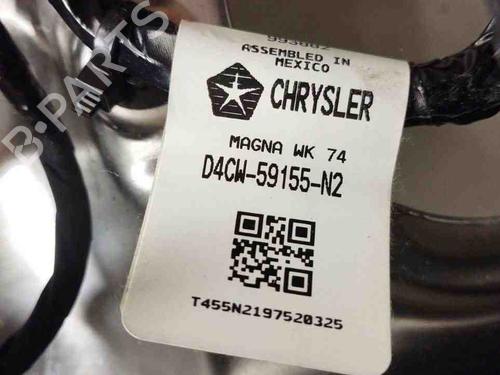 ASSEMBLED IN
MEXICO
CHRYSLER
MAGNA WK 74
D4CW-59155-N2
T455N2197520325
B-PARTS